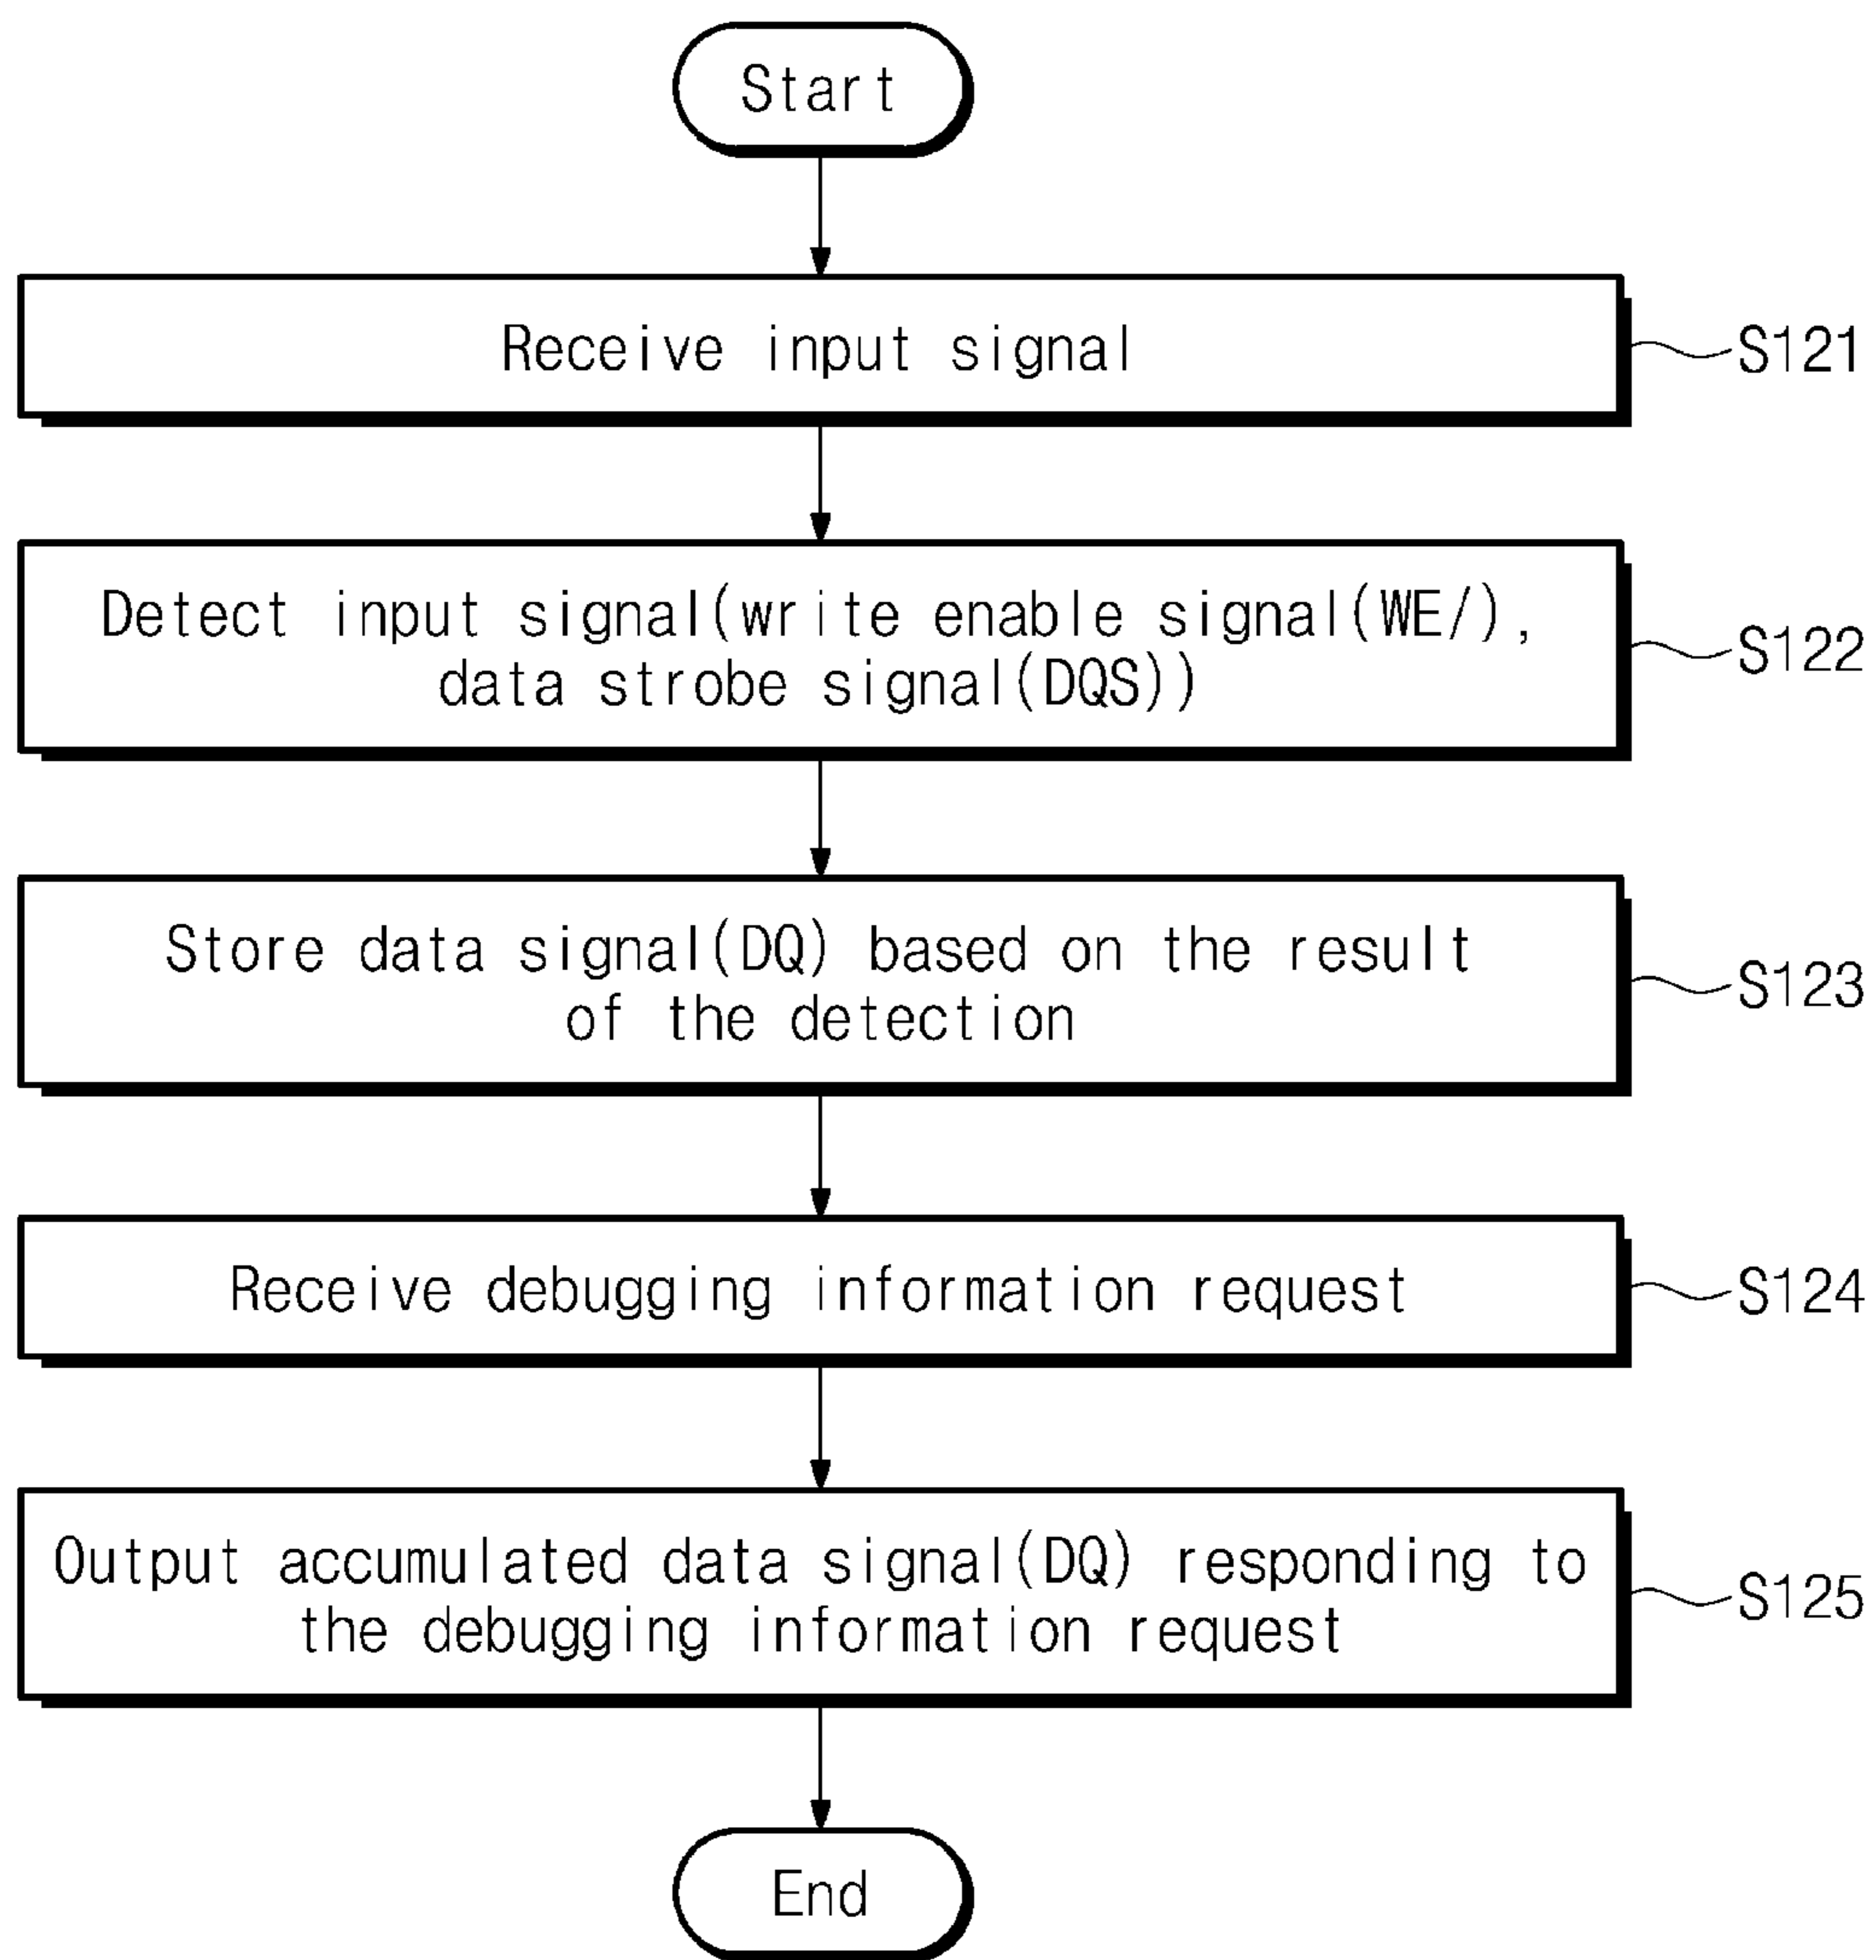 Start
Receive input signal
S121
Detect input signal(write enable signal(WE/),
data strobe signal(DQS))
S122
Store data signal(DQ) based on the result
of the detection
S123
Receive debugging information request
S124
Output accumulated data signal(DQ) responding to
the debugging information request
S125
End